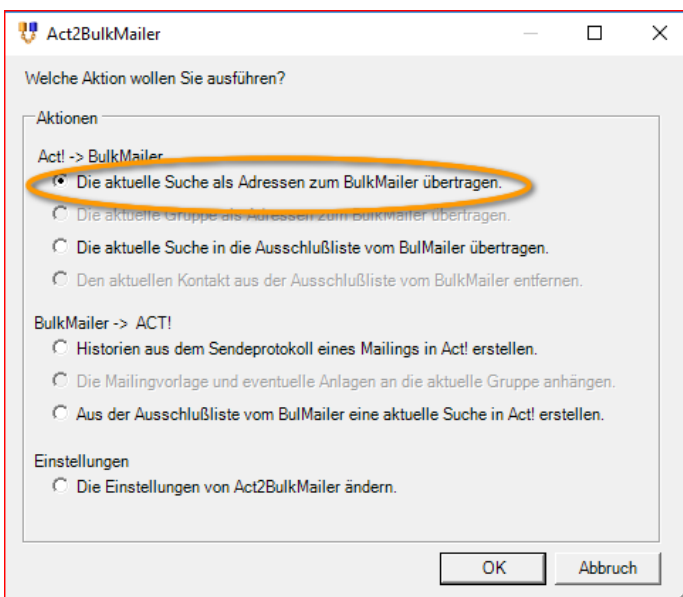 Act2BulkMailer
Welche Aktion wollen Sie ausführen?
Aktionen
Act! -> BulkMailer
Die aktuelle Suche als Adressen zum BulkMailer übertragen.
Die aktuelle Gruppe als Adressen zum BulkMailer übertragen.
Die aktuelle Suche in die Ausschlußliste vom BulMailer übertragen.
Den aktuellen Kontakt aus der Ausschlußliste vom BulkMailer entfernen.
BulkMailer -> ACT!
Historien aus dem Sendeprotokoll eines Mailings in Act! erstellen.
Die Mailingvorlage und eventuelle Anlagen an die aktuelle Gruppe anhängen.
Aus der Ausschlußliste vom BulMailer eine aktuelle Suche in Act! erstellen.
Einstellungen
Die Einstellungen von Act2BulkMailer ändern.
OK Abbruch